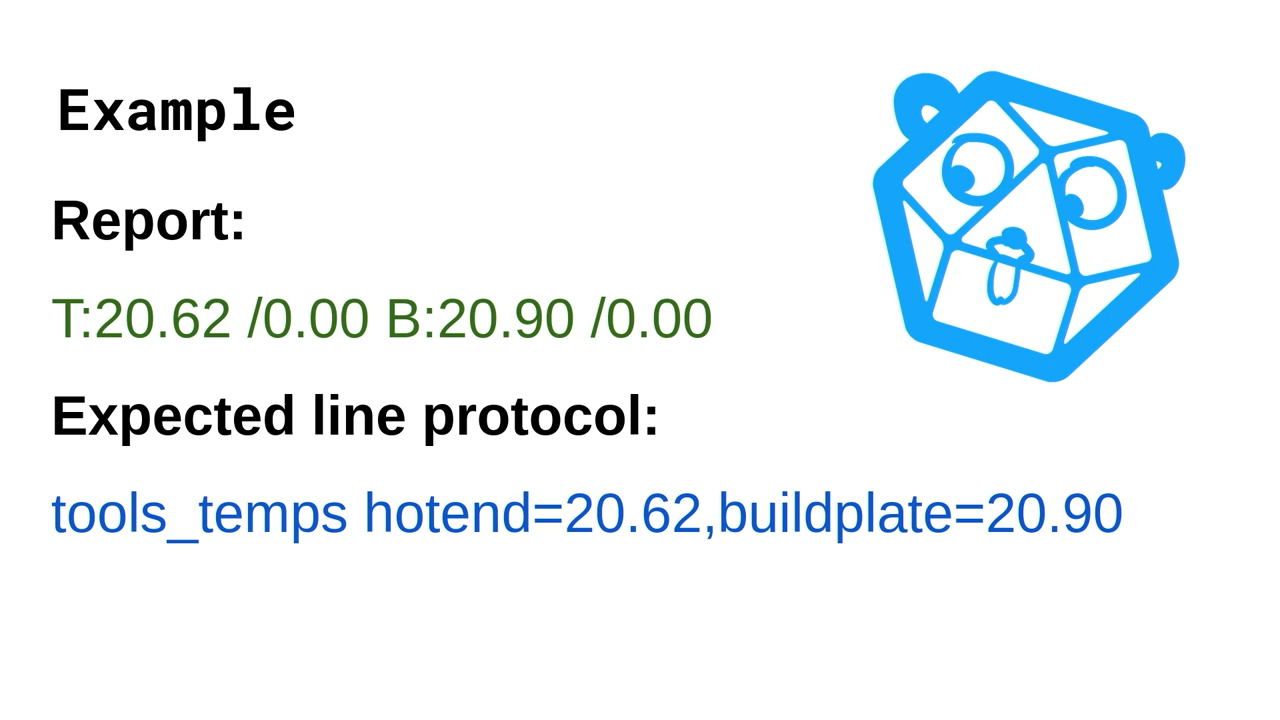 Example
Report:
T:20.62 /0.00 B:20.90 /0.00
Expected line protocol:
tools_temps hotend=20.62,buildplate=20.90